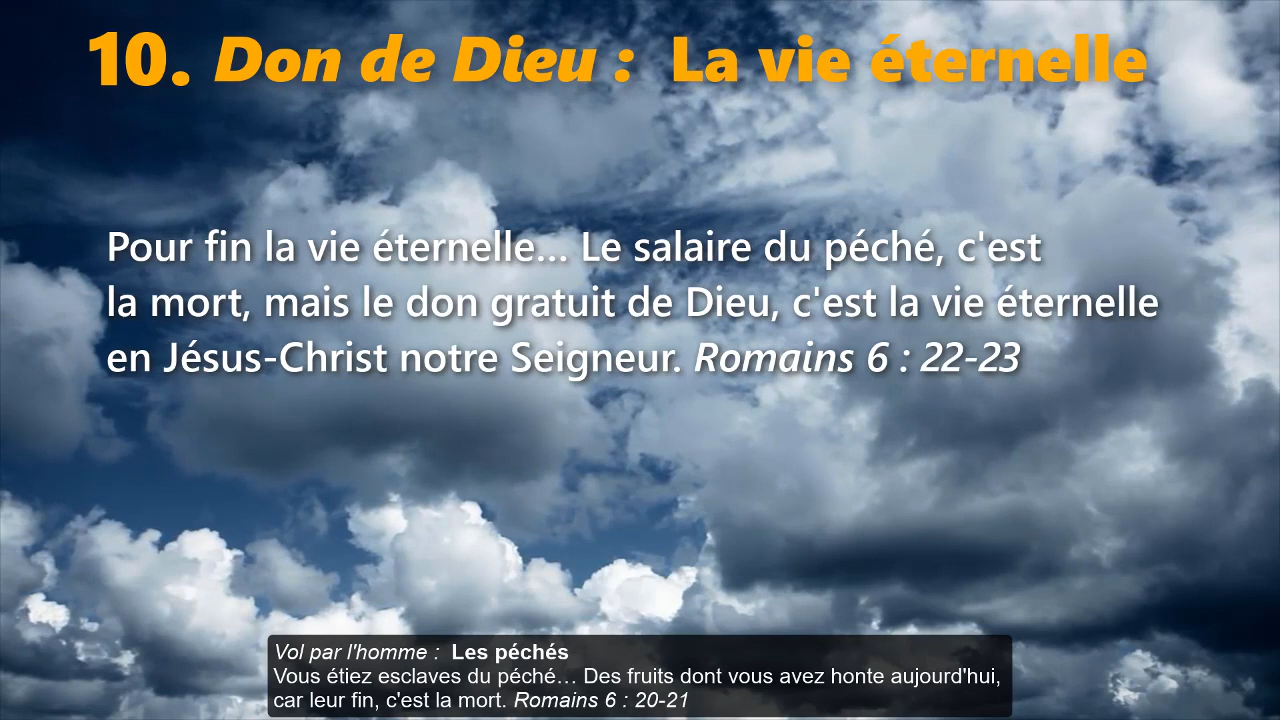 10. Don de Dieu : La vie éternelle
Pour fin la vie éternelle... Le salaire du péché, c'est
la mort, mais le don gratuit de Dieu, c'est la vie éternelle
en Jésus-Christ notre Seigneur. Romains 6 : 22-23
Vol par l'homme : Les péchés
Vous étiez esclaves du péché… Des fruits dont vous avez honte aujourd'hui,
car leur fin, c'est la mort. Romains 6 : 20-21